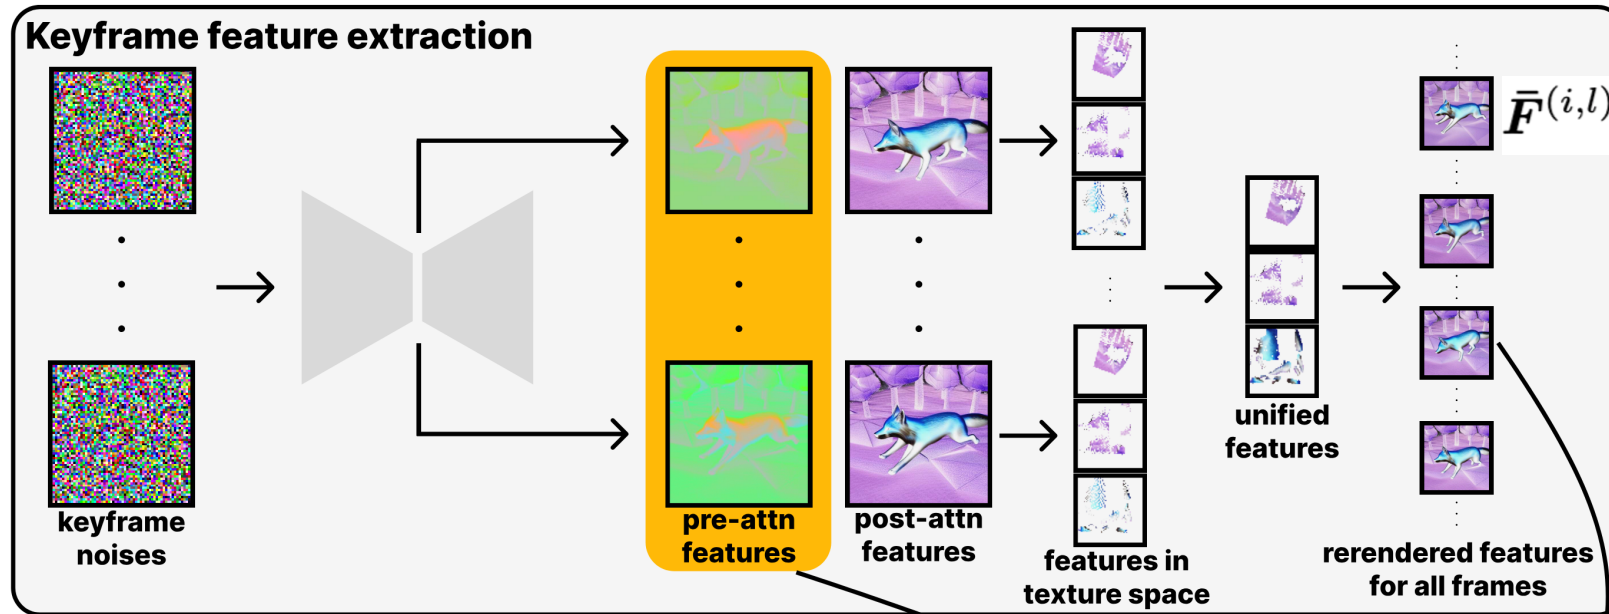 Keyframe feature extraction
keyframe
noises
pre-attn
features
post-attn
features
features in
texture space
unified
features
rerendered features
for all frames
F̄^(i,l)